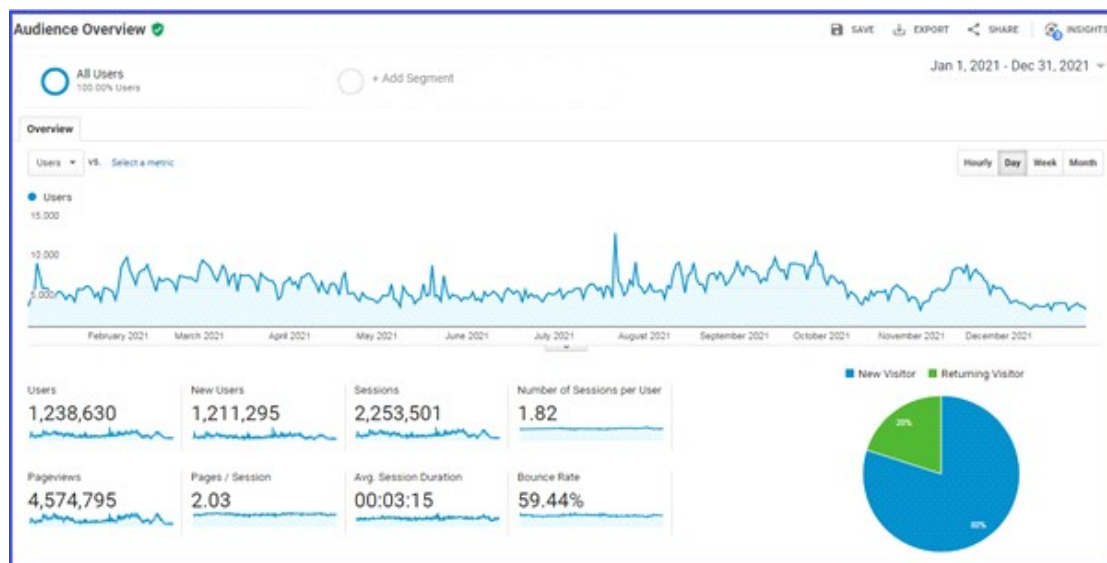 Audience Overview
SAVE EXPORT SHARE INSIGHTS
3
All Users
100.00% Users
+ Add Segment
Jan 1, 2021 - Dec 31, 2021
Overview
Users VS. Select a metric
Hourly Day Week Month
Users
15,000
10,000
5,000
February 2021 March 2021 April 2021 May 2021 June 2021 July 2021 August 2021 September 2021 October 2021 November 2021 December 2021
New Visitor Returning Visitor
Users New Users Sessions Number of Sessions per User
1,238,630 1,211,295 2,253,501 1.82
20%
Pageviews Pages / Session Avg. Session Duration Bounce Rate
4,574,795 2.03 00:03:15 59.44%
80%